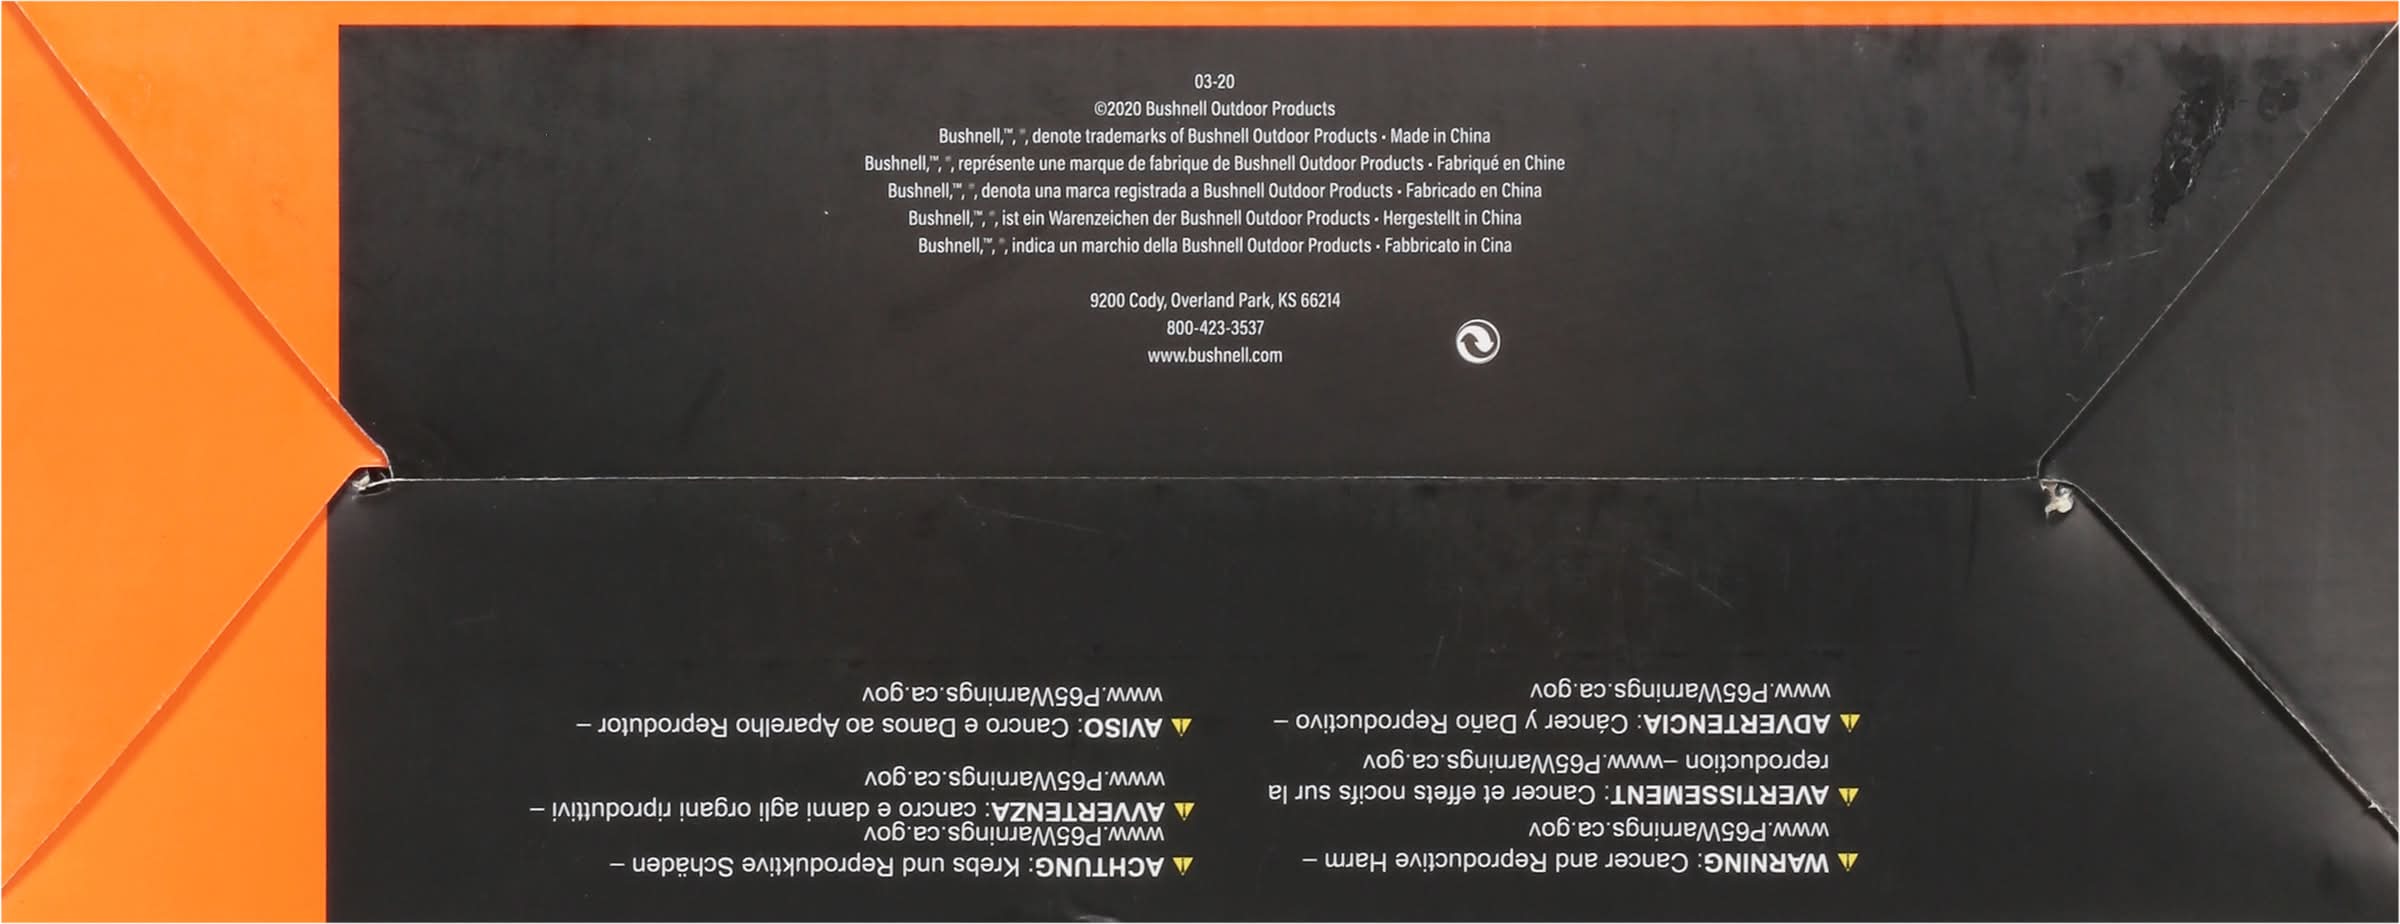 03-20
©2020 Bushnell Outdoor Products
Bushnell,™, ®, denote trademarks of Bushnell Outdoor Products • Made in China
Bushnell,™, ®, représente une marque de fabrique de Bushnell Outdoor Products • Fabriqué en Chine
Bushnell,™, ®, denota una marca registrada a Bushnell Outdoor Products • Fabricado en China
Bushnell,™, ®, ist ein Warenzeichen der Bushnell Outdoor Products • Hergestellt in China
Bushnell,™, ®, indica un marchio della Bushnell Outdoor Products • Fabbricato in Cina
9200 Cody, Overland Park, KS 66214
800-423-3537
www.bushnell.com
WARNING: Cancer and Reproductive Harm –
www.P65Warnings.ca.gov
AVERTISSEMENT: Cancer et effets nocifs sur la
reproduction –www.P65Warnings.ca.gov
ADVERTENCIA: Cáncer y Daño Reproductivo –
www.P65Warnings.ca.gov
ACHTUNG: Krebs und Reproduktive Schäden –
www.P65Warnings.ca.gov
AVVERTENZA: cancro e danni agli organi riproduttivi –
www.P65Warnings.ca.gov
AVISO: Cancro e Danos ao Aparelho Reprodutor –
www.P65Warnings.ca.gov